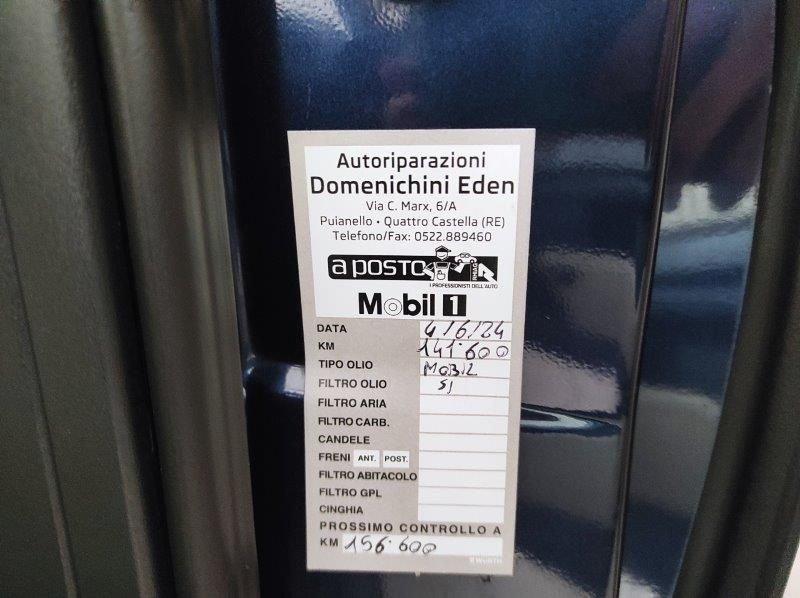 Autoriparazioni
Domenichini Eden
Via C. Marx, 6/A
Puianello • Quattro Castella (RE)
Telefono/Fax: 0522.889460
a posto
I PROFESSIONISTI DELL'AUTO
Mobil 1
DATA 4/6/24
KM 141.600
TIPO OLIO MOBIL
FILTRO OLIO SI
FILTRO ARIA
FILTRO CARB.
CANDELE
FRENI ANT. POST.
FILTRO ABITACOLO
FILTRO GPL
CINGHIA
PROSSIMO CONTROLLO A
KM 156.600
WÜRTH